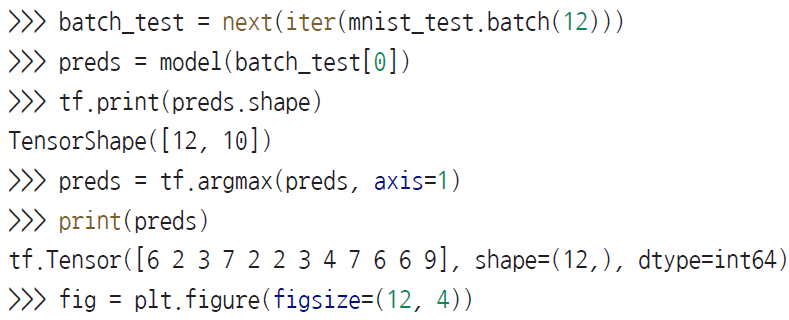 >>> batch_test = next(iter(mnist_test.batch(12)))
>>> preds = model(batch_test[0])
>>> tf.print(preds.shape)
TensorShape([12, 10])
>>> preds = tf.argmax(preds, axis=1)
>>> print(preds)
tf.Tensor([6 2 3 7 2 2 3 4 7 6 6 9], shape=(12,), dtype=int64)
>>> fig = plt.figure(figsize=(12, 4))